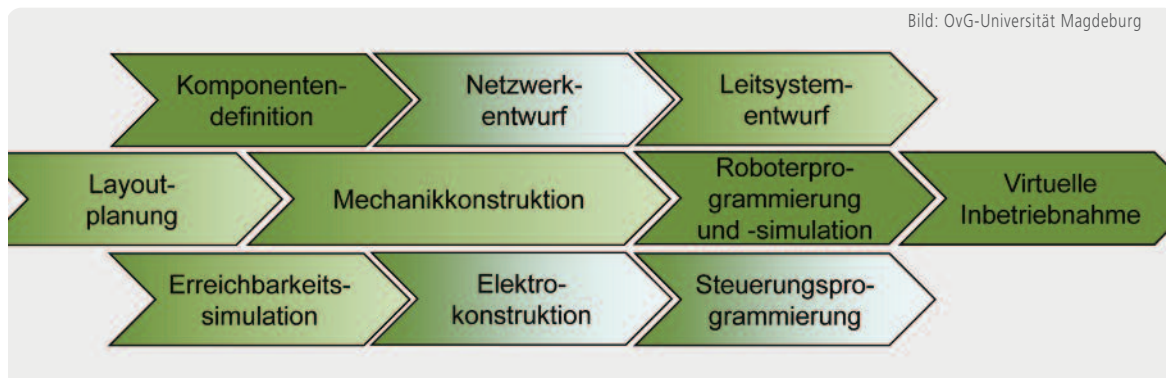 Bild: OvG-Universität Magdeburg
Komponenten-
definition
Netzwerk-
entwurf
Leitsystem-
entwurf
Layout-
planung
Mechanikkonstruktion
Roboterpro-
grammierung
und -simulation
Virtuelle
Inbetriebnahme
Erreichbarkeits-
simulation
Elektro-
konstruktion
Steuerungspro-
grammierung